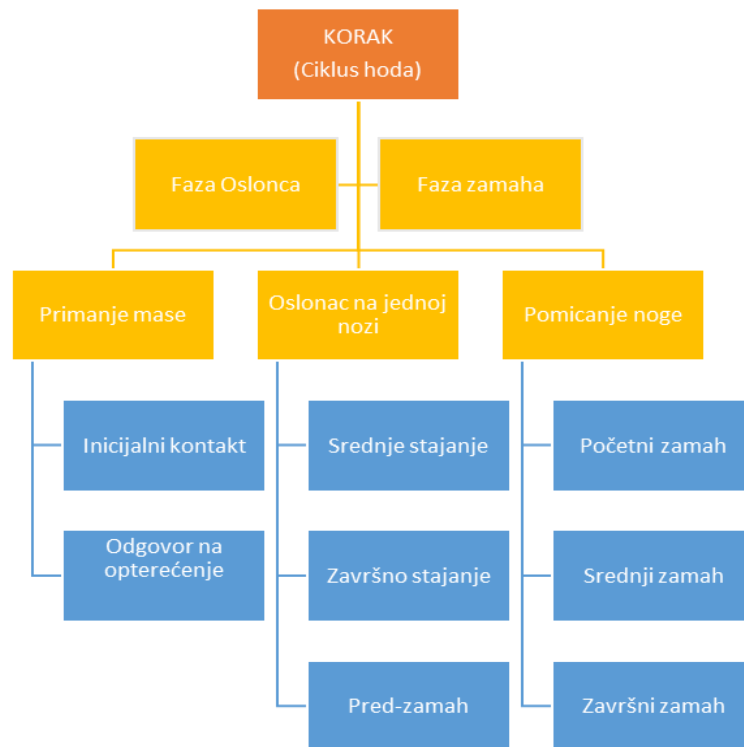 KORAK
(Ciklus hoda)
Faza Oslonca
Faza zamaha
Primanje mase
Oslonac na jednoj
nozi
Pomicanje noge
Inicijalni kontakt
Odgovor na
opterećenje
Srednje stajanje
Završno stajanje
Pred-zamah
Početni zamah
Srednji zamah
Završni zamah